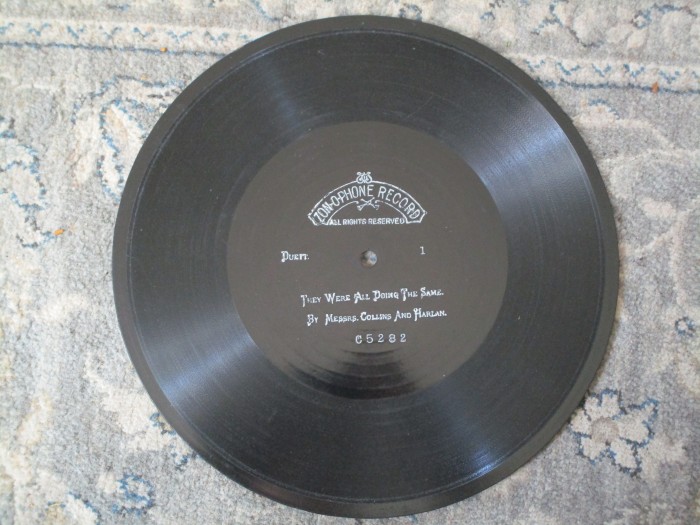 ZON-O-PHONE RECORD
ALL RIGHTS RESERVED
DUETT. 1
THEY WERE ALL DOING THE SAME.
BY MESSRS. COLLINS AND HARLAN.
C5282